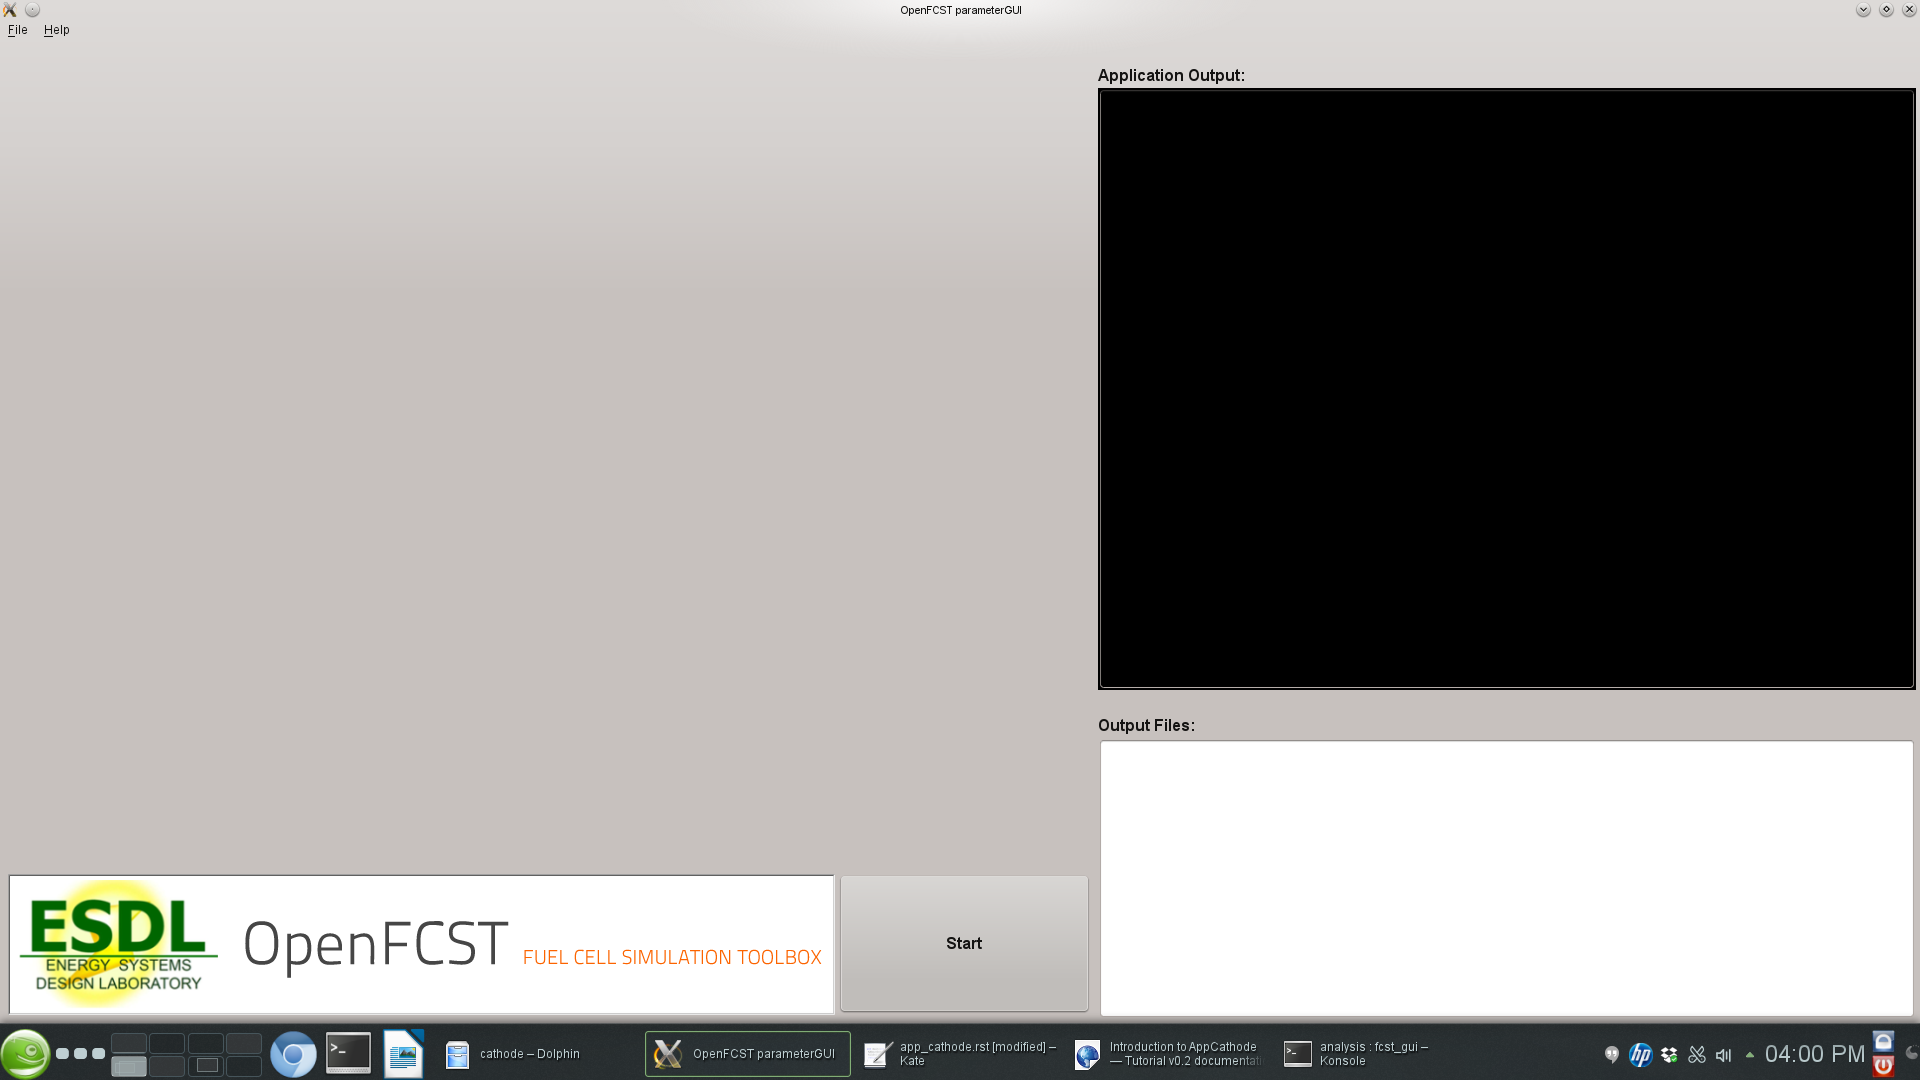 OpenFCST parameterGUI
File Help
Application Output:
Output Files:
ESDL
ENERGY SYSTEMS
DESIGN LABORATORY
OpenFCST FUEL CELL SIMULATION TOOLBOX
Start
cathode – Dolphin
OpenFCST parameterGUI
app_cathode.rst [modified] –
Kate
Introduction to AppCathode
— Tutorial v0.2 documentati
analysis : fcst_gui –
Konsole
hp
04:00 PM